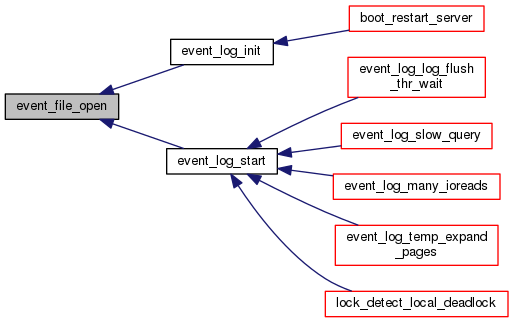 boot_restart_server
event_log_init
event_log_log_flush
_thr_wait
event_file_open
event_log_slow_query
event_log_start
event_log_many_ioreads
event_log_temp_expand
_pages
lock_detect_local_deadlock